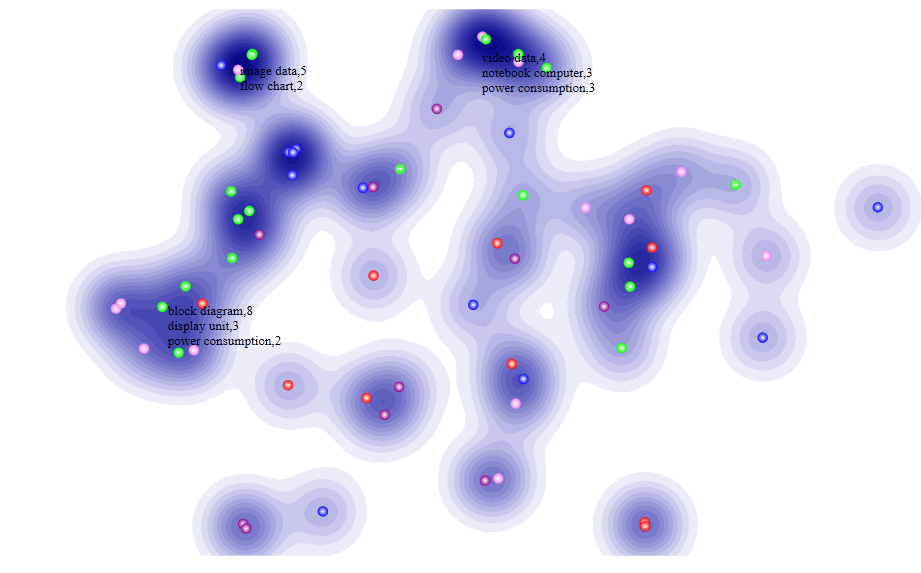 image data,5
flow chart,2
video data,4
notebook computer,3
power consumption,3
block diagram,8
display unit,3
power consumption,2